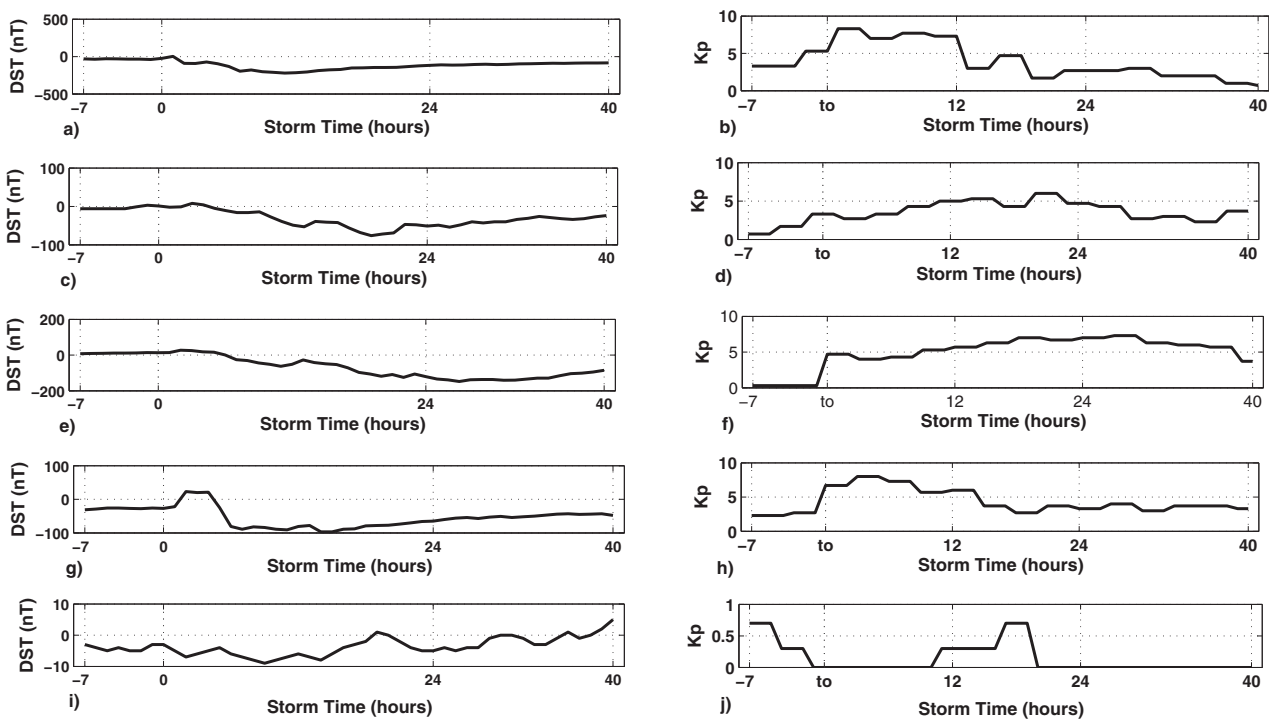 500
0
−500
DST (nT)
−7
0
24
40
Storm Time (hours)
a)
10
5
0
Kp
−7
to
12
24
40
Storm Time (hours)
b)
100
0
−100
DST (nT)
−7
0
24
40
Storm Time (hours)
c)
10
5
0
Kp
−7
to
12
24
40
Storm Time (hours)
d)
200
0
−200
DST (nT)
−7
0
24
40
Storm Time (hours)
e)
10
5
0
Kp
−7
to
12
24
40
Storm Time (hours)
f)
100
0
−100
DST (nT)
−7
0
24
40
Storm Time (hours)
g)
10
5
0
Kp
−7
to
12
24
40
Storm Time (hours)
h)
10
0
−10
DST (nT)
−7
0
24
40
Storm Time (hours)
i)
1
0.5
0
Kp
−7
to
12
24
40
Storm Time (hours)
j)